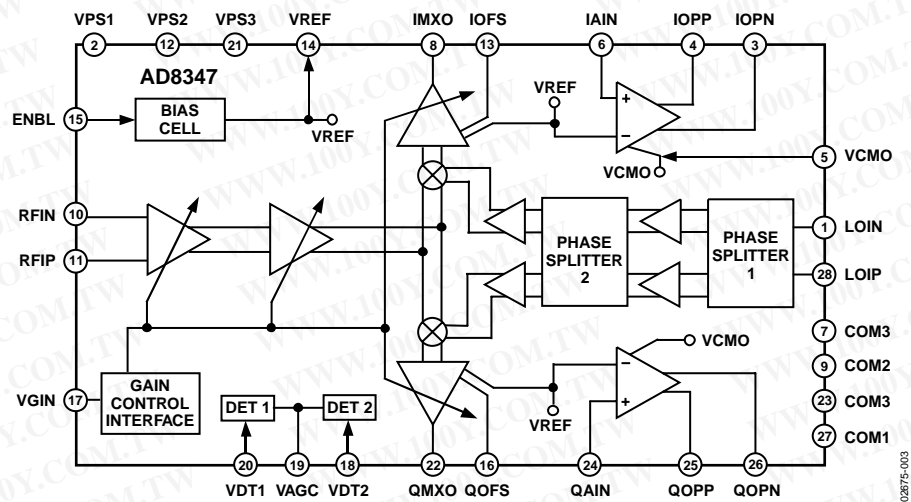 VPS1 VPS2 VPS3 VREF IMXO IOFS IAIN IOPP IOPN
2 12 21 14 8 13 6 4 3
AD8347
ENBL 15 BIAS CELL VREF
VREF
+
−
VCMO
5 VCMO
RFIN 10
RFIP 11
PHASE SPLITTER 2
PHASE SPLITTER 1
1 LOIN
28 LOIP
7 COM3
9 COM2
23 COM3
27 COM1
VCMO
−
+
VREF
VGIN 17 GAIN CONTROL INTERFACE
DET 1 DET 2
20 19 18 22 16 24 25 26
VDT1 VAGC VDT2 QMXO QOFS QAIN QOPP QOPN
02675-003
WWW.100Y.COM.TW